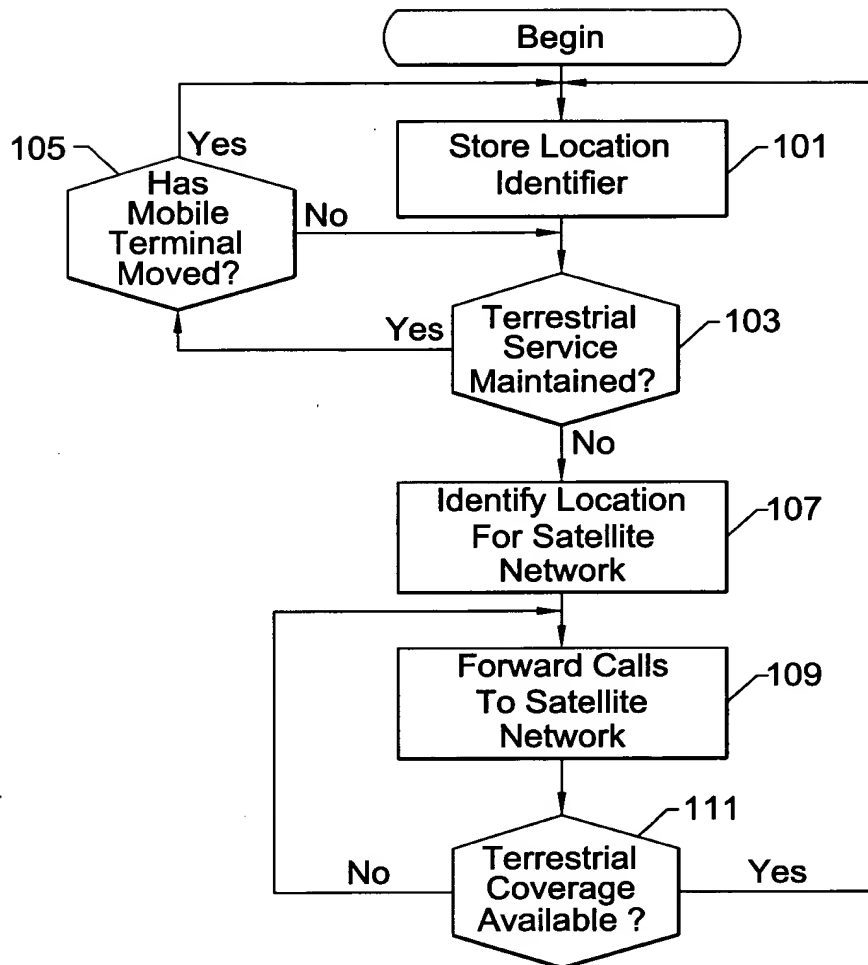 Begin
Store Location
Identifier
101
105
Yes
Has
Mobile
Terminal
Moved?
No
Yes
Terrestrial
Service
Maintained?
103
No
Identify Location
For Satellite
Network
107
Forward Calls
To Satellite
Network
109
111
No
Terrestrial
Coverage
Available ?
Yes